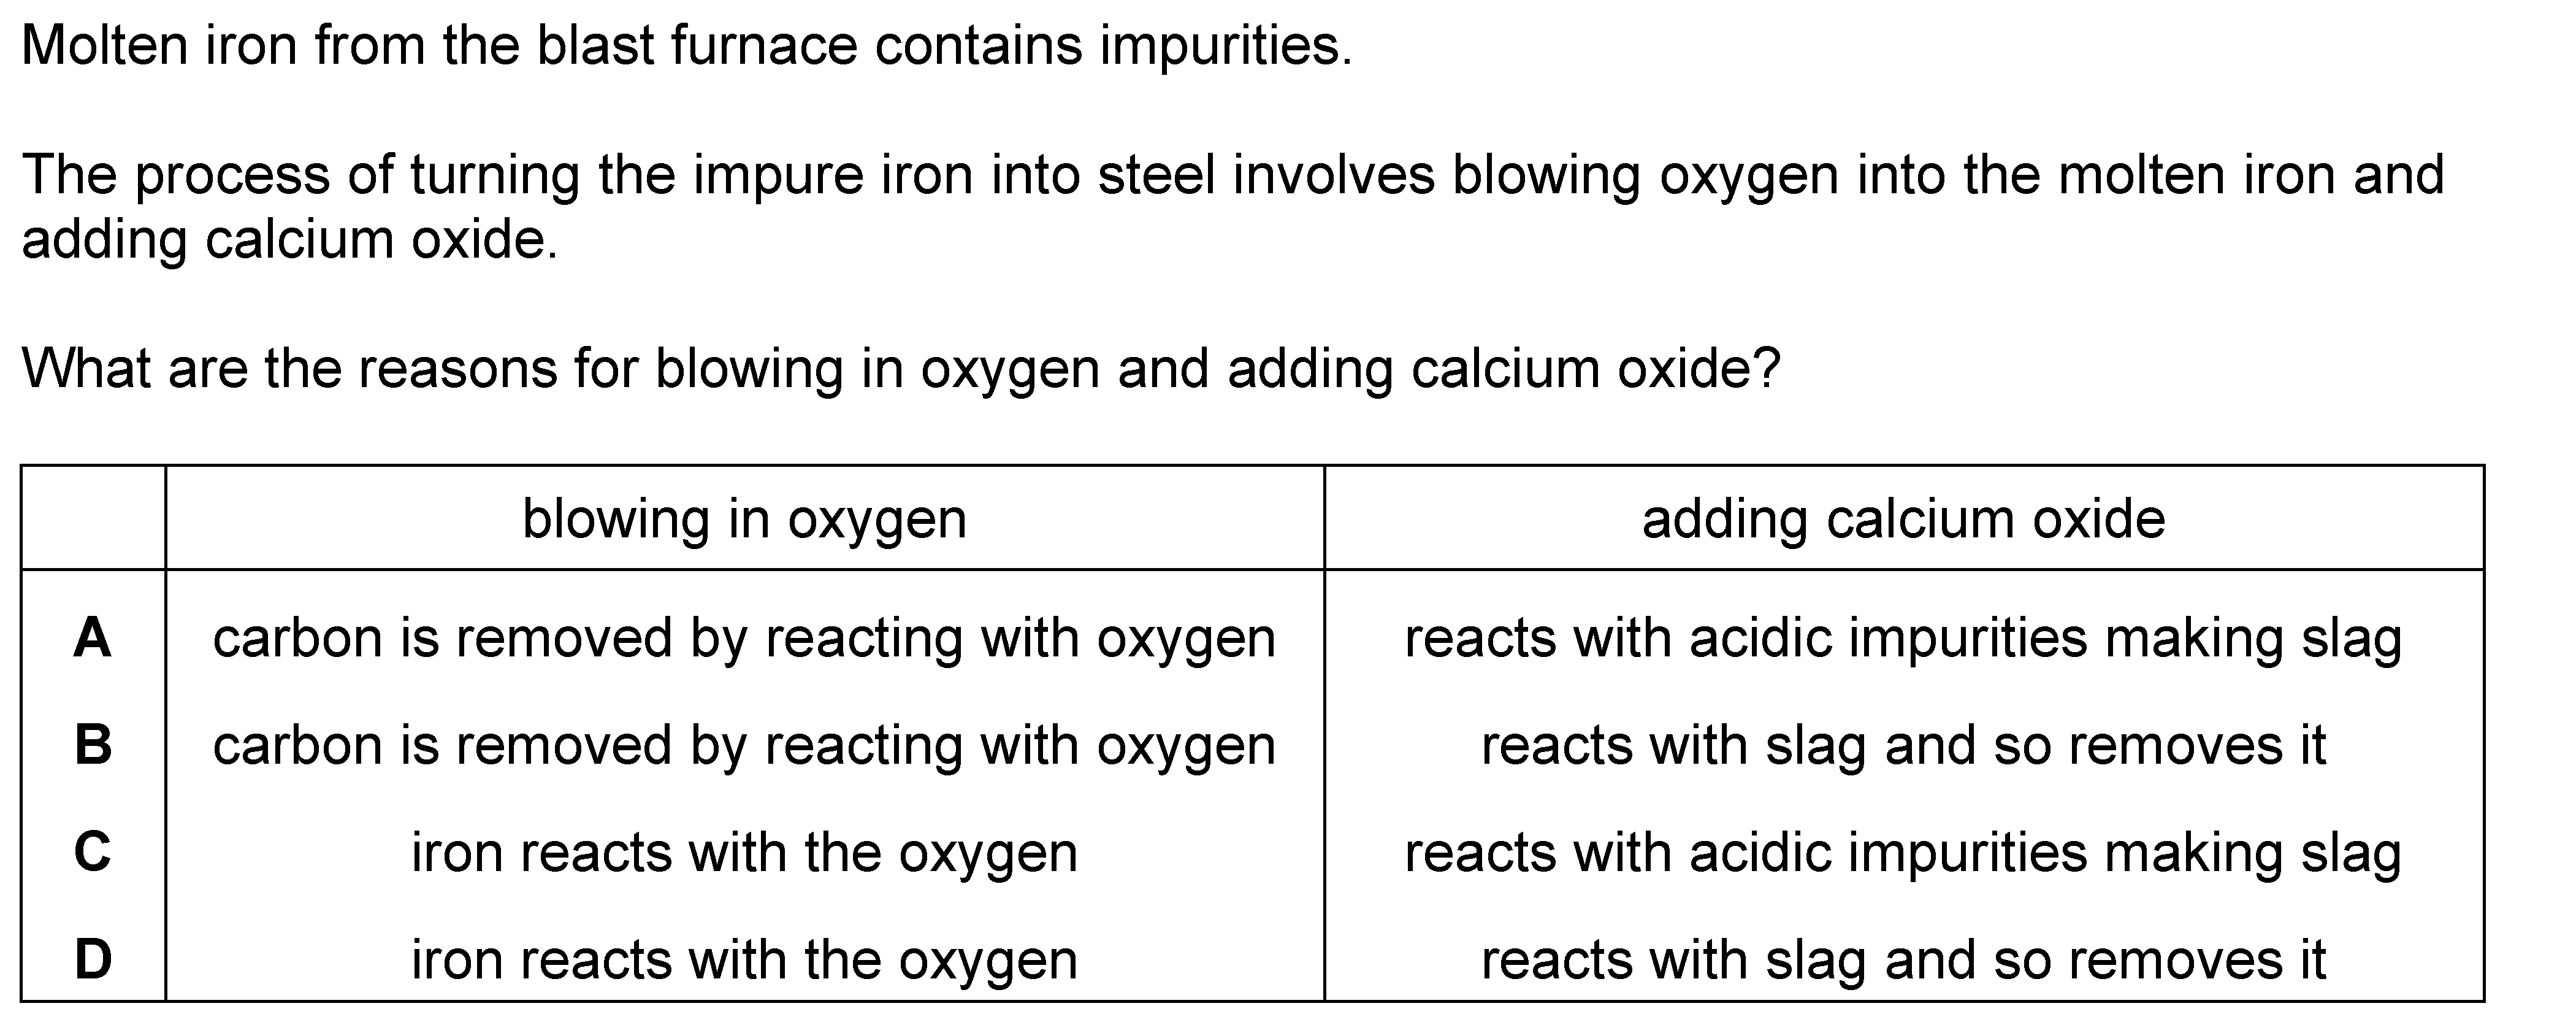 Molten iron from the blast furnace contains impurities.
The process of turning the impure iron into steel involves blowing oxygen into the molten iron and
adding calcium oxide.
What are the reasons for blowing in oxygen and adding calcium oxide?
blowing in oxygen adding calcium oxide
A carbon is removed by reacting with oxygen reacts with acidic impurities making slag
B carbon is removed by reacting with oxygen reacts with slag and so removes it
C iron reacts with the oxygen reacts with acidic impurities making slag
D iron reacts with the oxygen reacts with slag and so removes it